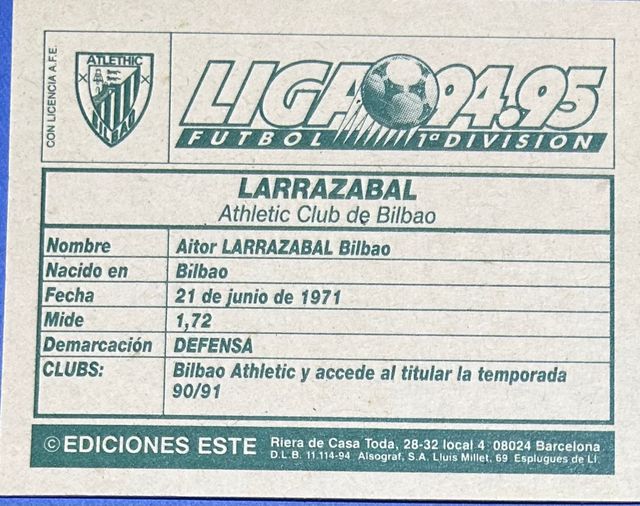 CON LICENCIA A.F.E.
ATLETHIC
BILBAO
LIGA 94.95
FUTBOL 1ª DIVISION
LARRAZABAL
Athletic Club de Bilbao
Nombre Aitor LARRAZABAL Bilbao
Nacido en Bilbao
Fecha 21 de junio de 1971
Mide 1,72
Demarcación DEFENSA
CLUBS: Bilbao Athletic y accede al titular la temporada
90/91
© EDICIONES ESTE Riera de Casa Toda, 28-32 local 4 08024 Barcelona
D.L.B. 11.114-94 Alsograf, S.A. Lluis Millet, 69 Esplugues de Ll.